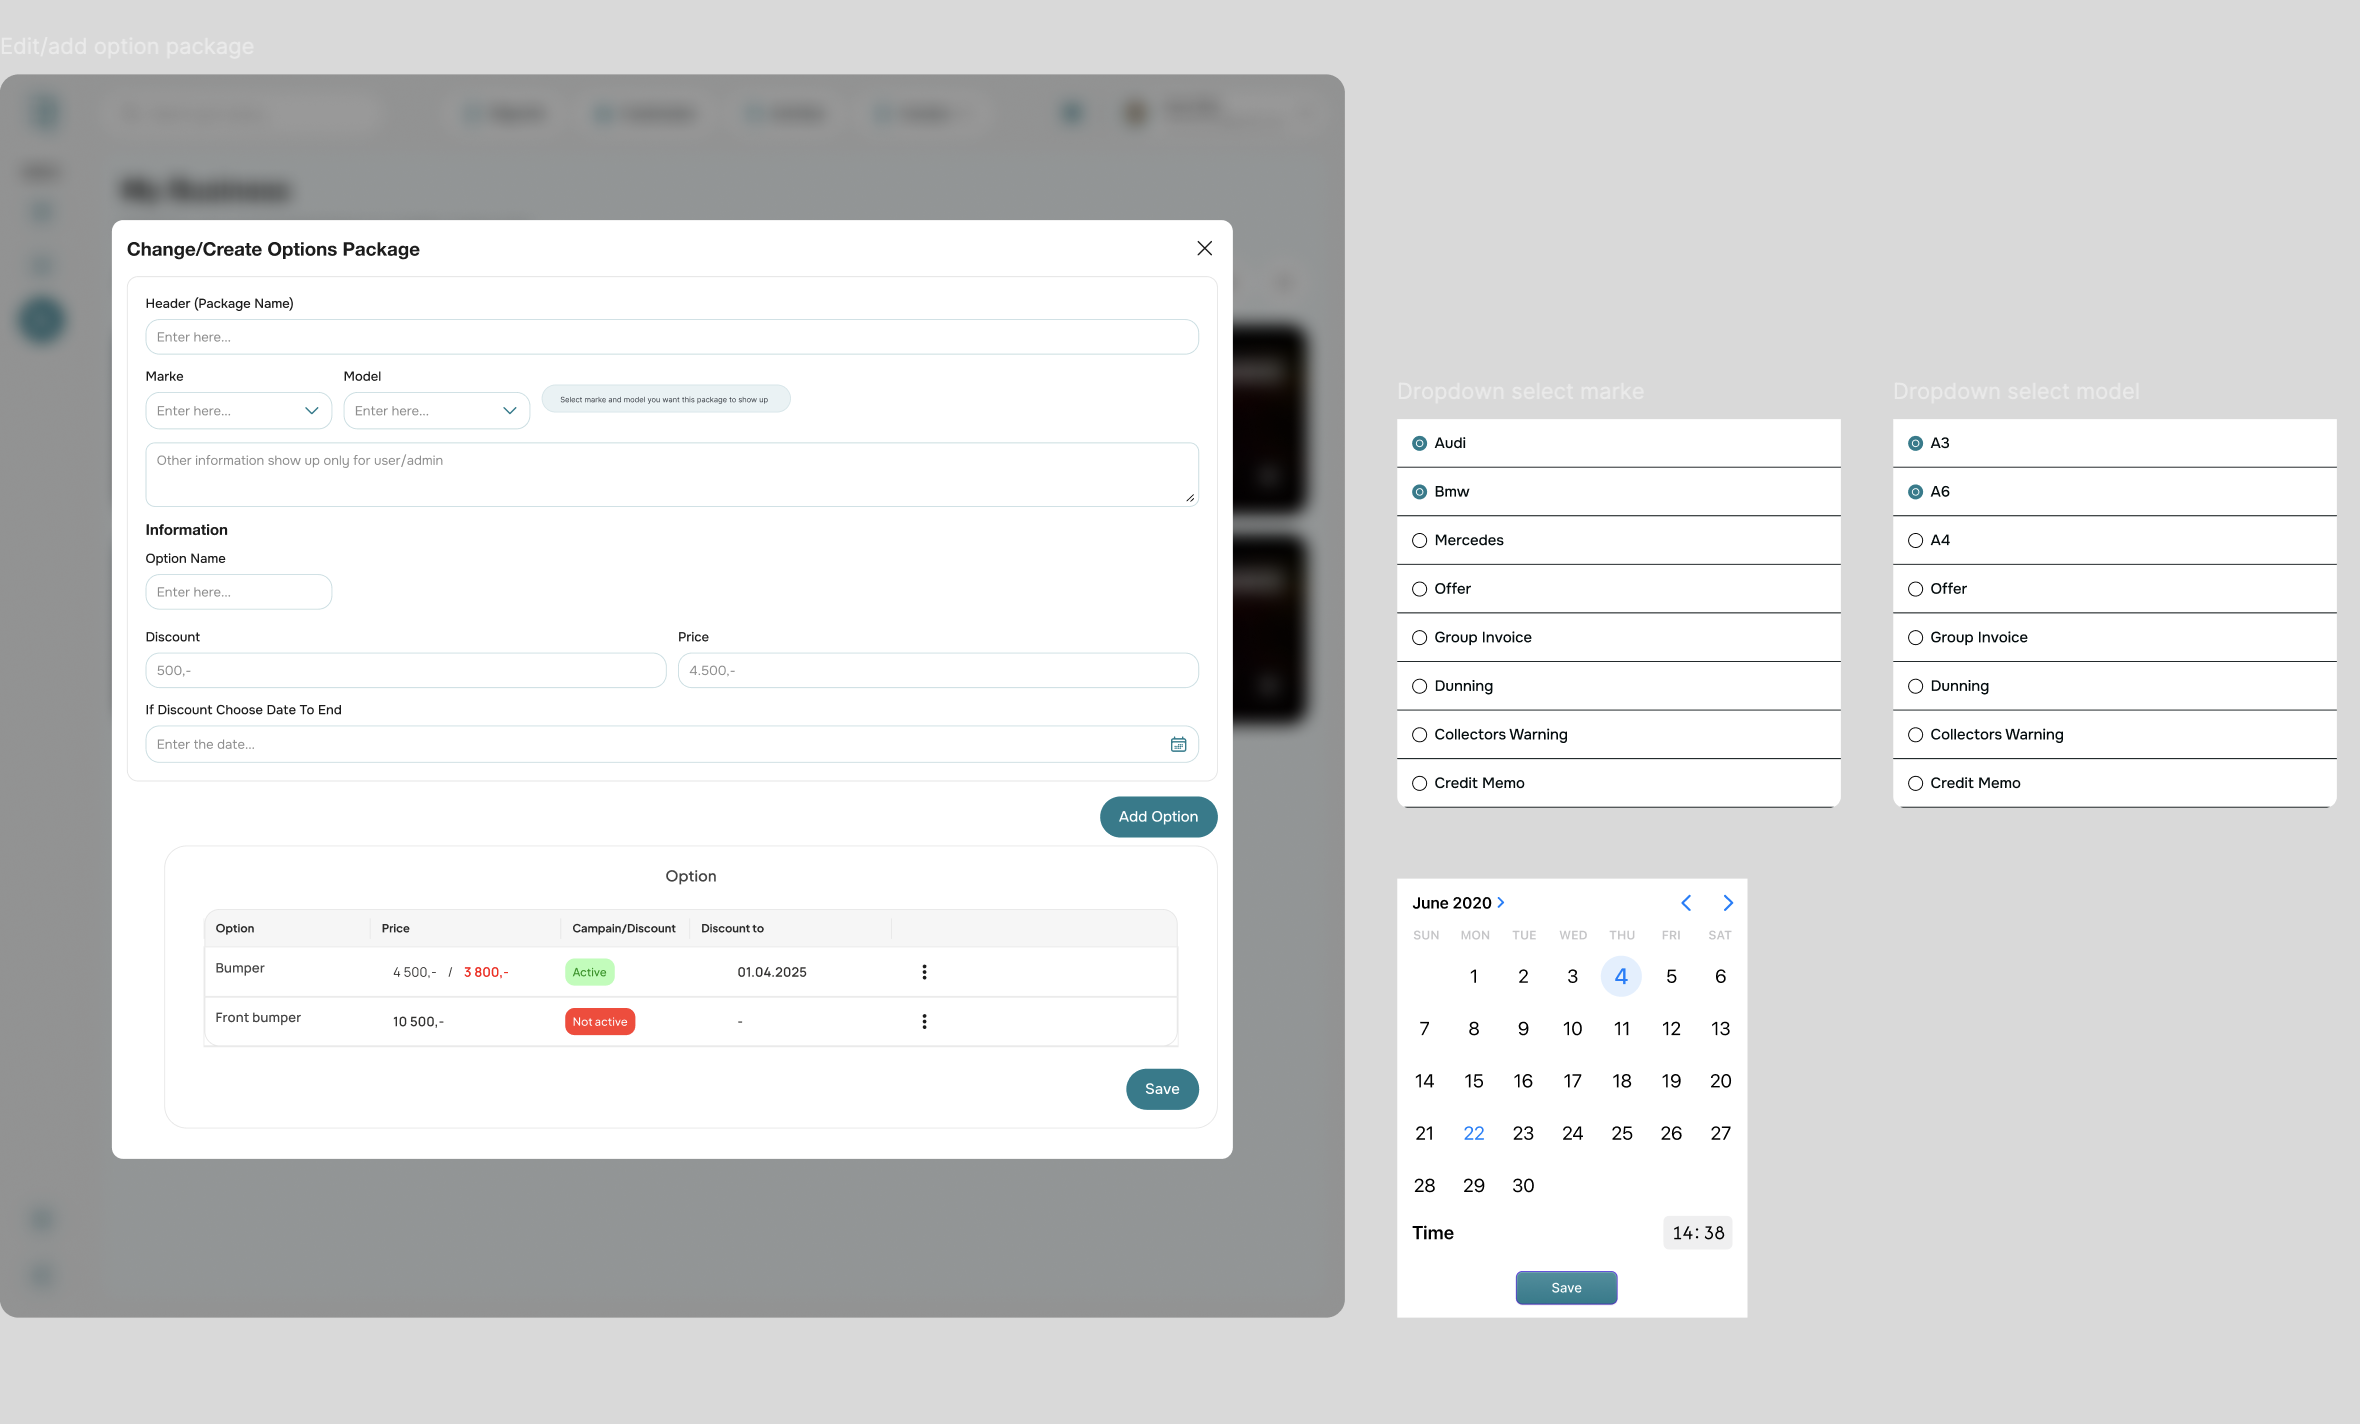 Edit/add option package
My Business
Change/Create Options Package
Header (Package Name)
Enter here...
Marke
Model
Enter here...
Enter here...
Select marke and model you want this package to show up
Other information show up only for user/admin
Information
Option Name
Enter here...
Discount
Price
500,-
4.500,-
If Discount Choose Date To End
Enter the date...
Add Option
Option
Option Price Campain/Discount Discount to
Bumper 4 500,- / 3 800,- Active 01.04.2025
Front bumper 10 500,- Not active -
Save
Dropdown select marke
Audi
Bmw
Mercedes
Offer
Group Invoice
Dunning
Collectors Warning
Credit Memo
Dropdown select model
A3
A6
A4
Offer
Group Invoice
Dunning
Collectors Warning
Credit Memo
June 2020
SUN MON TUE WED THU FRI SAT
1 2 3 4 5 6
7 8 9 10 11 12 13
14 15 16 17 18 19 20
21 22 23 24 25 26 27
28 29 30
Time 14:38
Save